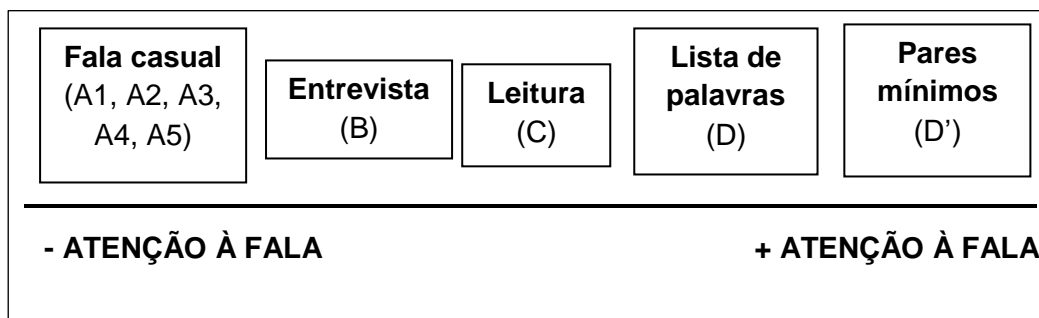 Fala casual
(A1, A2, A3,
A4, A5)
Entrevista
(B)
Leitura
(C)
Lista de
palavras
(D)
Pares
mínimos
(D’)
- ATENÇÃO À FALA
+ ATENÇÃO À FALA